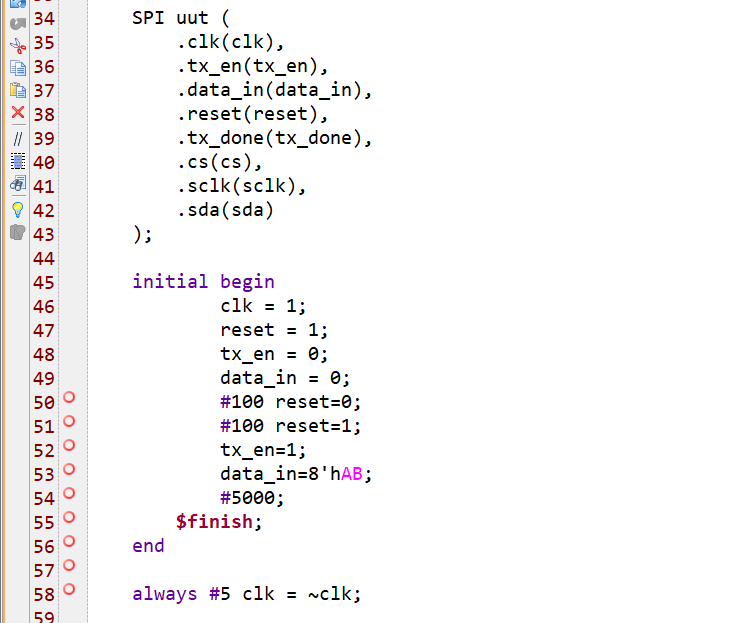 34 SPI uut (
35 .clk(clk),
36 .tx_en(tx_en),
37 .data_in(data_in),
38 .reset(reset),
39 .tx_done(tx_done),
40 .cs(cs),
41 .sclk(sclk),
42 .sda(sda)
43 );
44
45 initial begin
46 clk = 1;
47 reset = 1;
48 tx_en = 0;
49 data_in = 0;
50 #100 reset=0;
51 #100 reset=1;
52 tx_en=1;
53 data_in=8'hAB;
54 #5000;
55 $finish;
56 end
57
58 always #5 clk = ~clk;
59